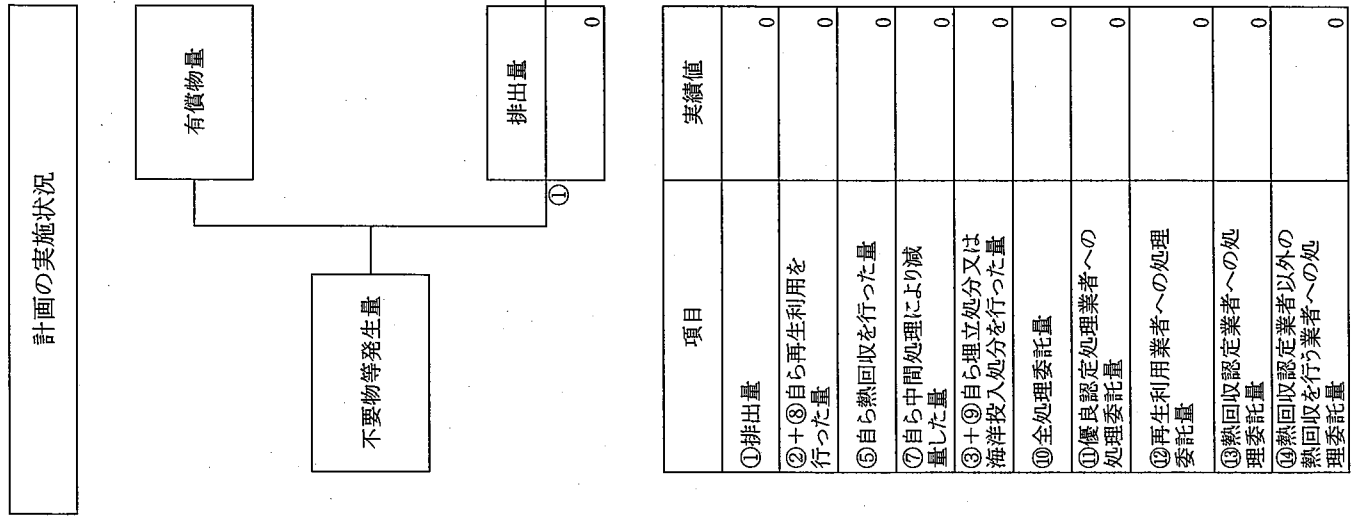 計画の実施状況
有償物量
不要物等発生量
排出量
①
0
項目
実績値
①排出量
0
②+⑧自ら再生利用を
行った量
0
⑤自ら熱回収を行った量
0
⑦自ら中間処理により減
量した量
0
③+⑨自ら埋立処分又は
海洋投入処分を行った量
0
⑩全処理委託量
0
⑪優良認定処理業者への
処理委託量
0
⑫再生利用業者への処理
委託量
0
⑬熱回収認定業者への処
理委託量
0
⑭熱回収認定業者以外の
熱回収を行う業者への処
理委託量
0